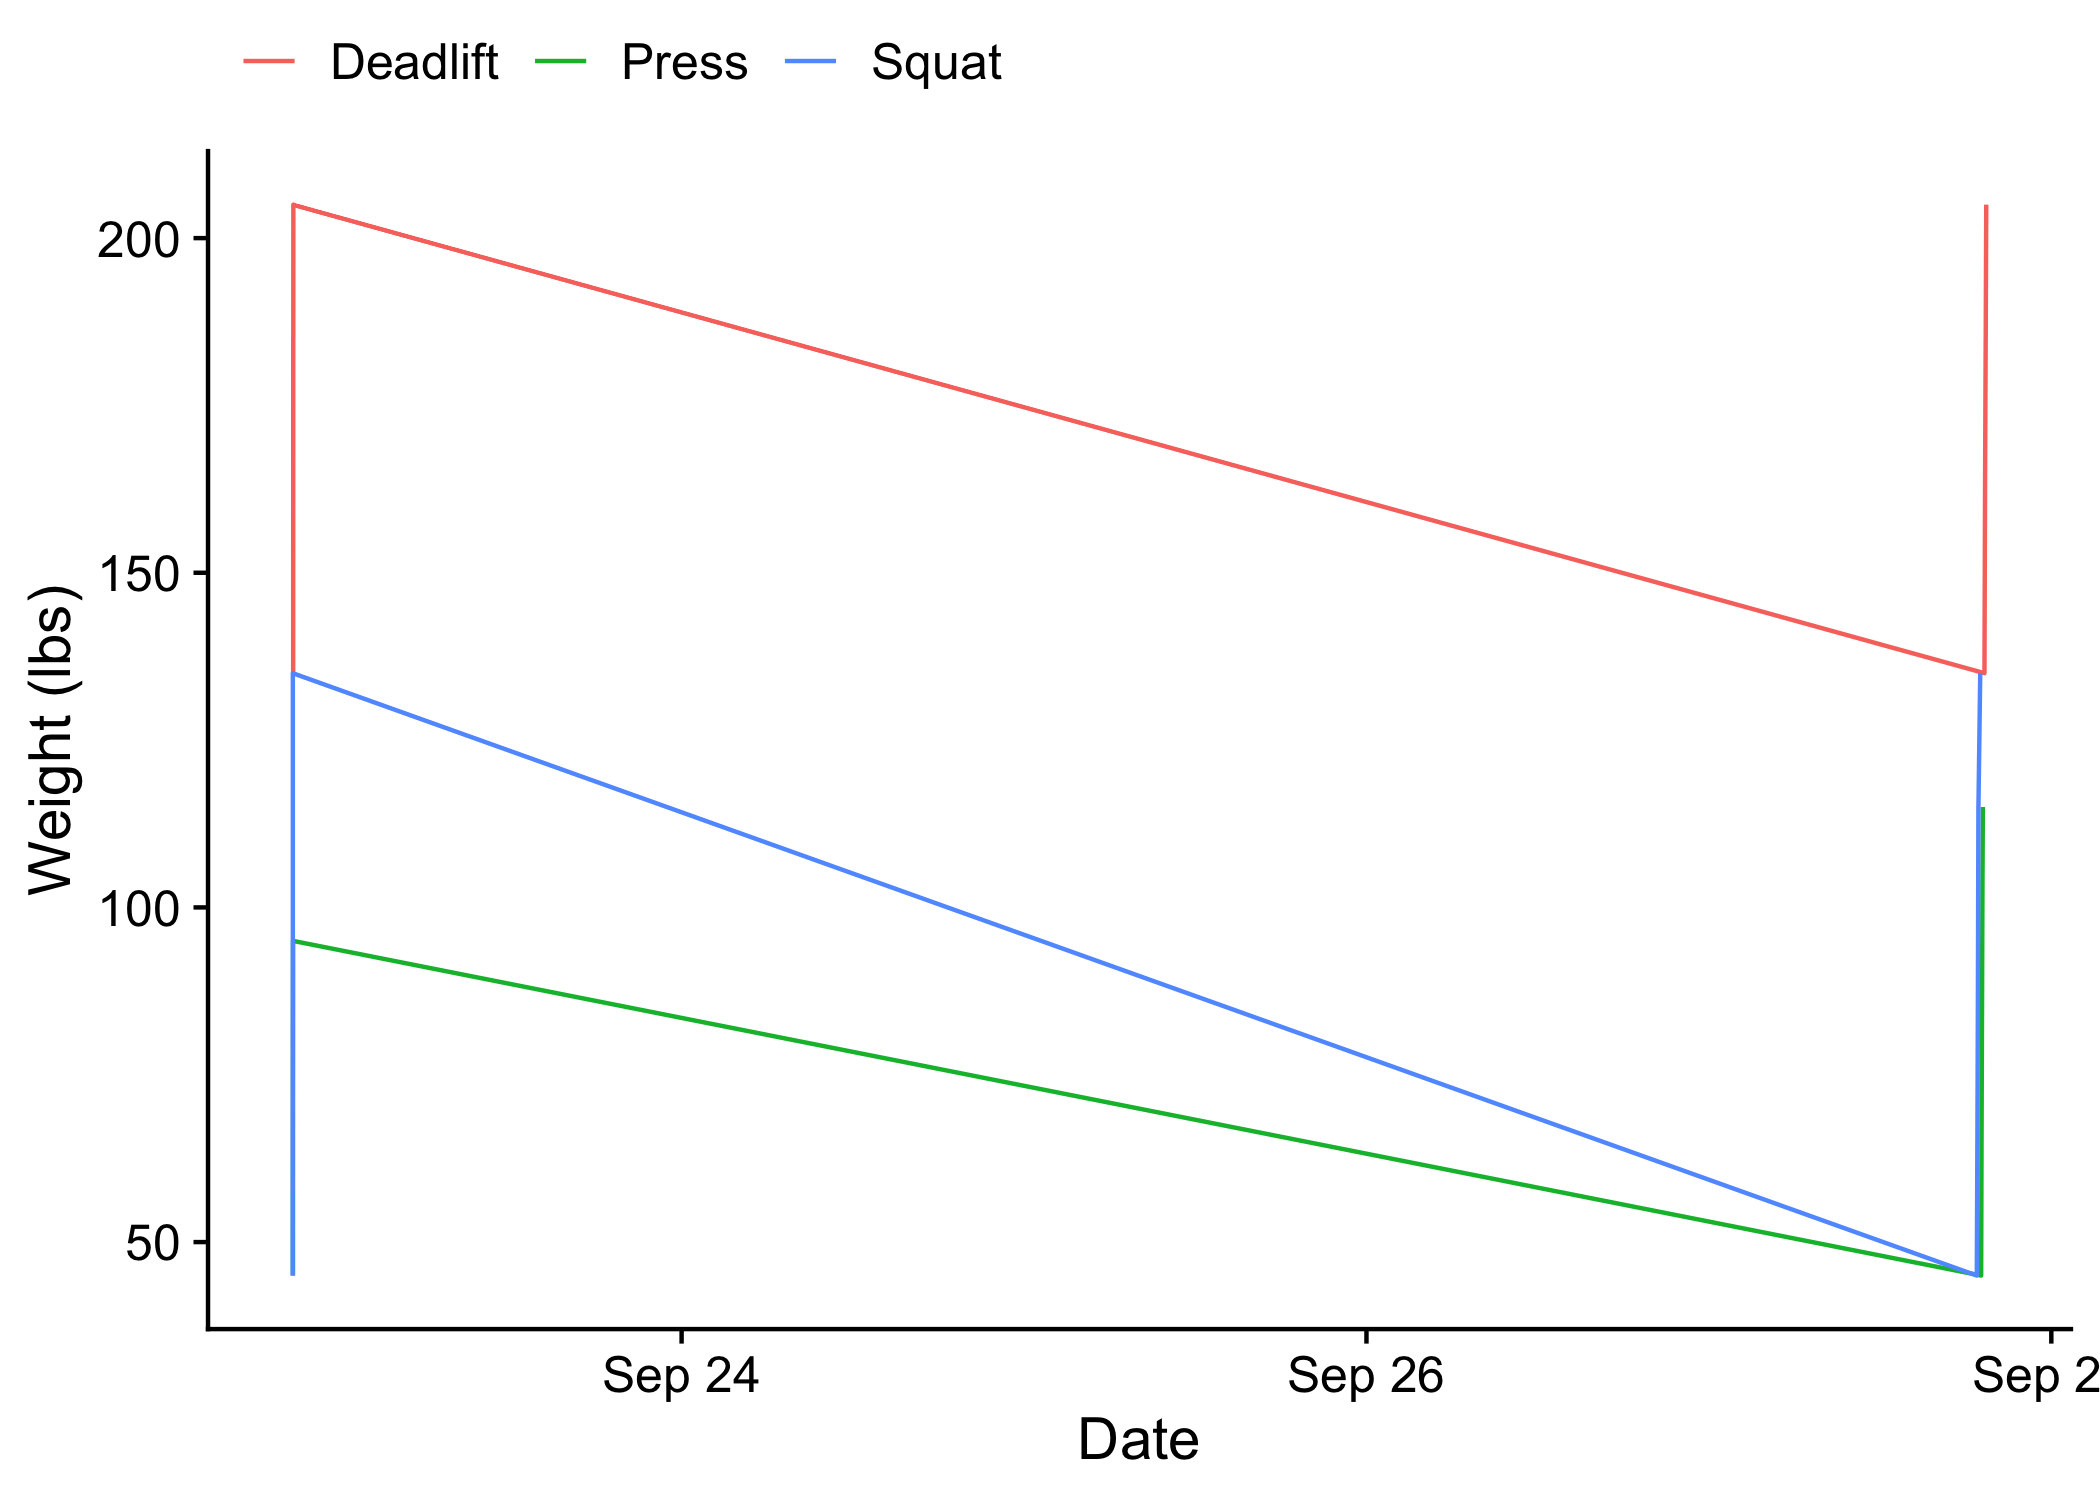 Deadlift Press Squat
200
150
100
50
Weight (lbs)
Sep 24 Sep 26 Sep 2
Date